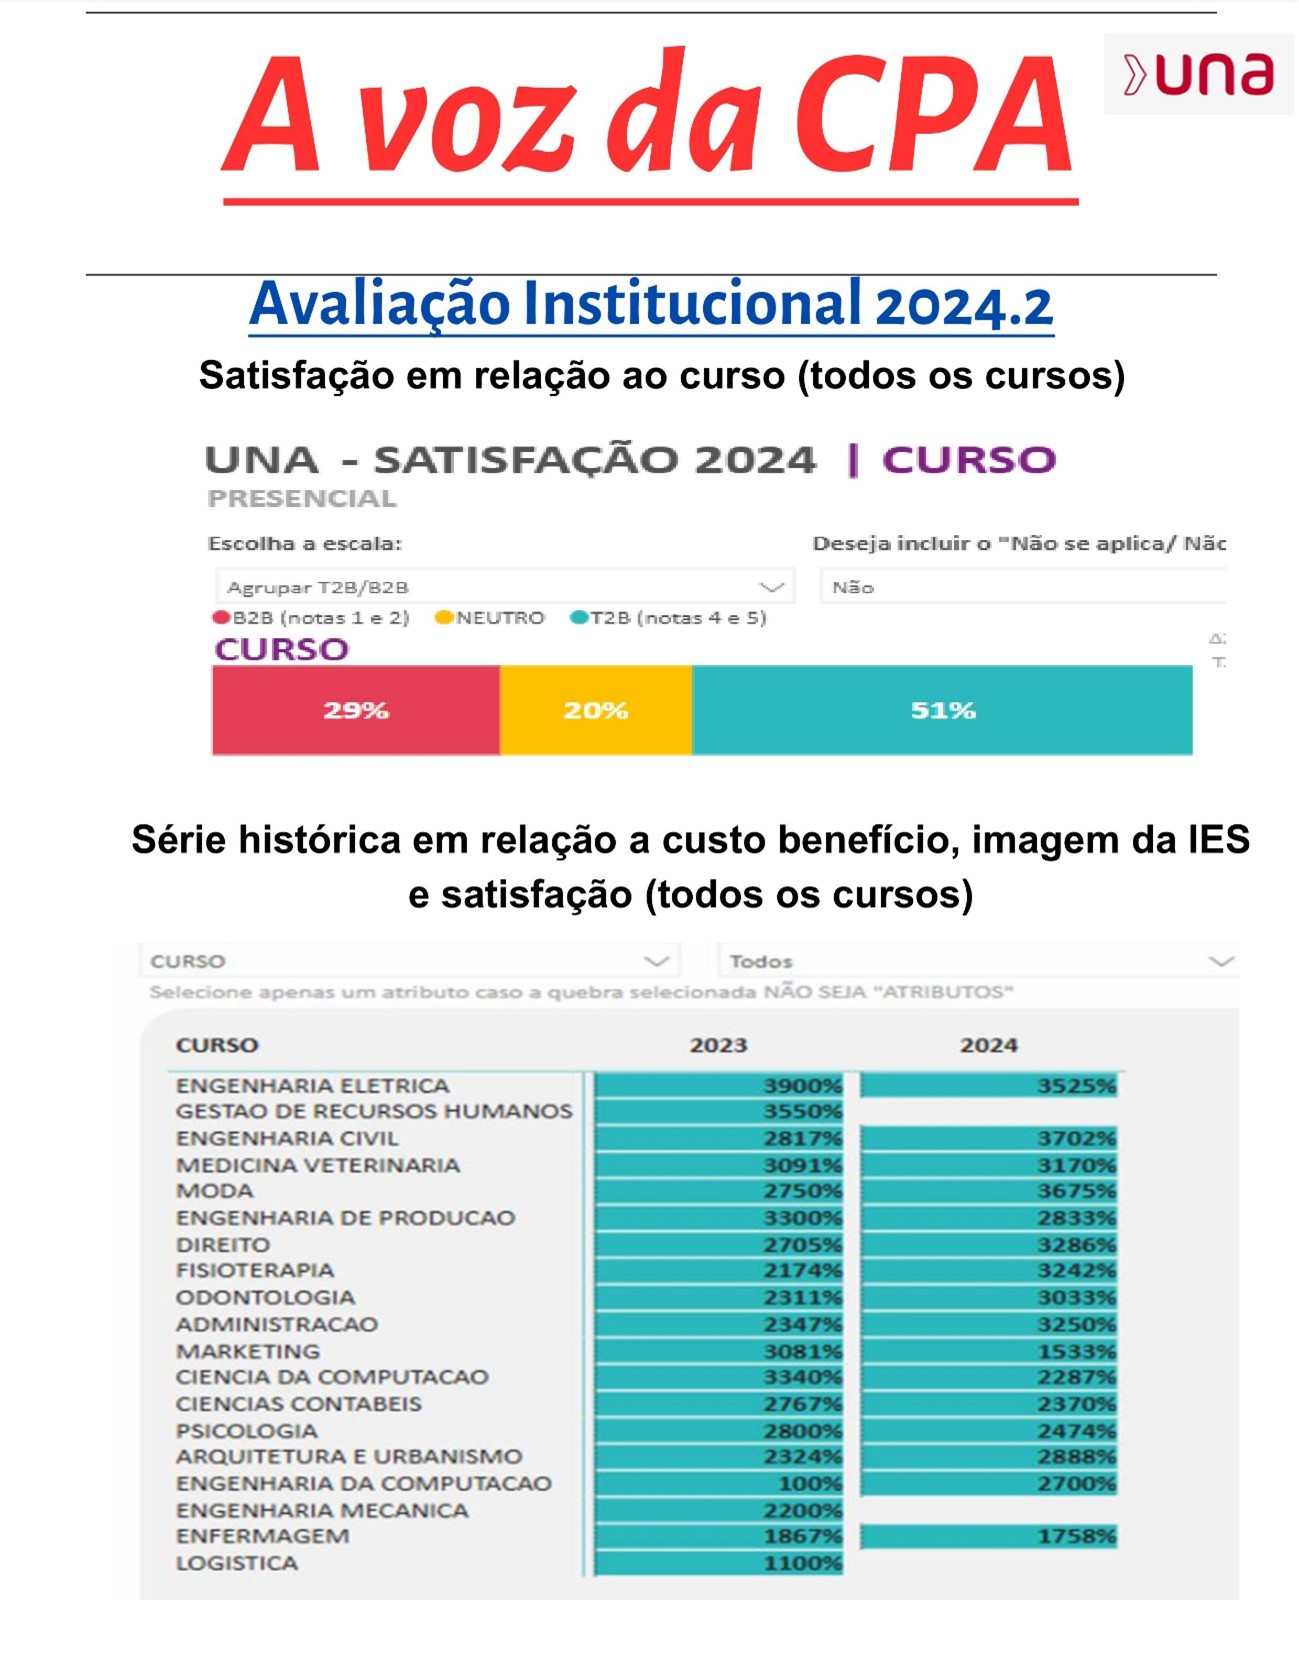 A voz da CPA
una
Avaliação Institucional 2024.2
Satisfação em relação ao curso (todos os cursos)
UNA - SATISFAÇÃO 2024 | CURSO
PRESENCIAL
Escolha a escala: Deseja incluir o "Não se aplica/ Nãc
Agrupar T2B/B2B Não
B2B (notas 1 e 2) NEUTRO T2B (notas 4 e 5)
CURSO
29% 20% 51%
Série histórica em relação a custo benefício, imagem da IES
e satisfação (todos os cursos)
CURSO Todos
Selecione apenas um atributo caso a quebra selecionada NÃO SEJA "ATRIBUTOS"
CURSO 2023 2024
ENGENHARIA ELETRICA 3900% 3525%
GESTAO DE RECURSOS HUMANOS 3550%
ENGENHARIA CIVIL 2817% 3702%
MEDICINA VETERINARIA 3091% 3170%
MODA 2750% 3675%
ENGENHARIA DE PRODUCAO 3300% 2833%
DIREITO 2705% 3286%
FISIOTERAPIA 2174% 3242%
ODONTOLOGIA 2311% 3033%
ADMINISTRACAO 2347% 3250%
MARKETING 3081% 1533%
CIENCIA DA COMPUTACAO 3340% 2287%
CIENCIAS CONTABEIS 2767% 2370%
PSICOLOGIA 2800% 2474%
ARQUITETURA E URBANISMO 2324% 2888%
ENGENHARIA DA COMPUTACAO 100% 2700%
ENGENHARIA MECANICA 2200%
ENFERMAGEM 1867% 1758%
LOGISTICA 1100%